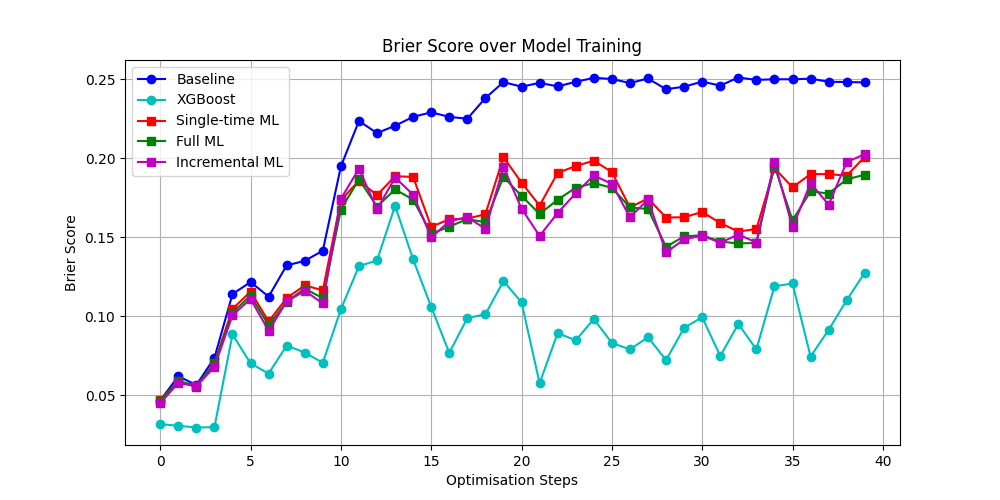 Brier Score over Model Training
Baseline
XGBoost
Single-time ML
Full ML
Incremental ML
Brier Score
0.25
0.20
0.15
0.10
0.05
0 5 10 15 20 25 30 35 40
Optimisation Steps